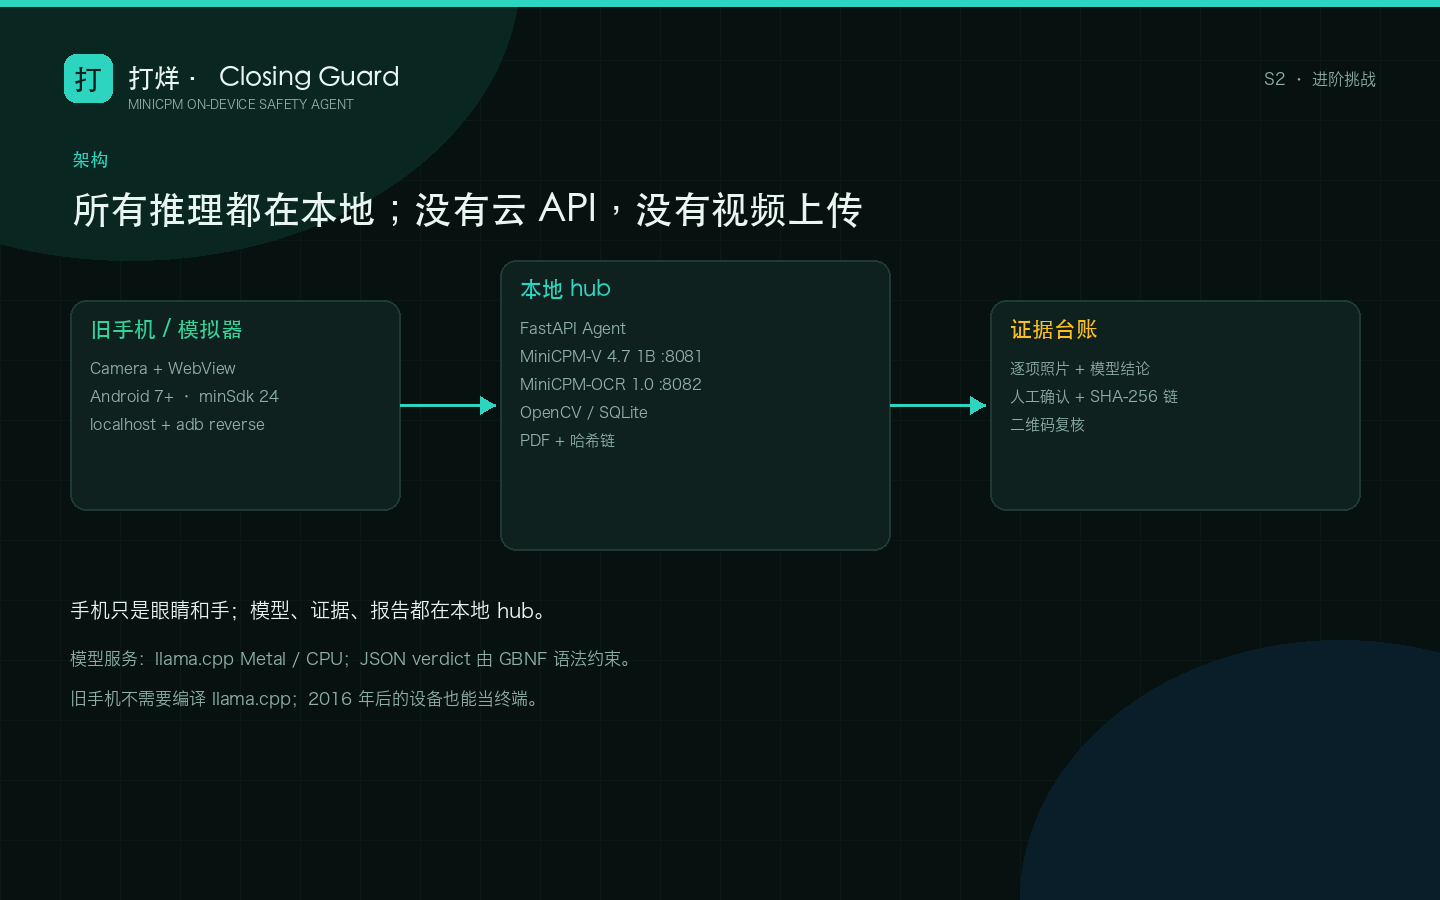 打
打烊 · Closing Guard
MINICPM ON-DEVICE SAFETY AGENT
S2 · 进阶挑战
架构
所有推理都在本地；没有云 API，没有视频上传
旧手机 / 模拟器
Camera + WebView
Android 7+ · minSdk 24
localhost + adb reverse
本地 hub
FastAPI Agent
MiniCPM-V 4.7 1B :8081
MiniCPM-OCR 1.0 :8082
OpenCV / SQLite
PDF + 哈希链
证据台账
逐项照片 + 模型结论
人工确认 + SHA-256 链
二维码复核
手机只是眼睛和手；模型、证据、报告都在本地 hub。
模型服务：llama.cpp Metal / CPU；JSON verdict 由 GBNF 语法约束。
旧手机不需要编译 llama.cpp；2016 年后的设备也能当终端。